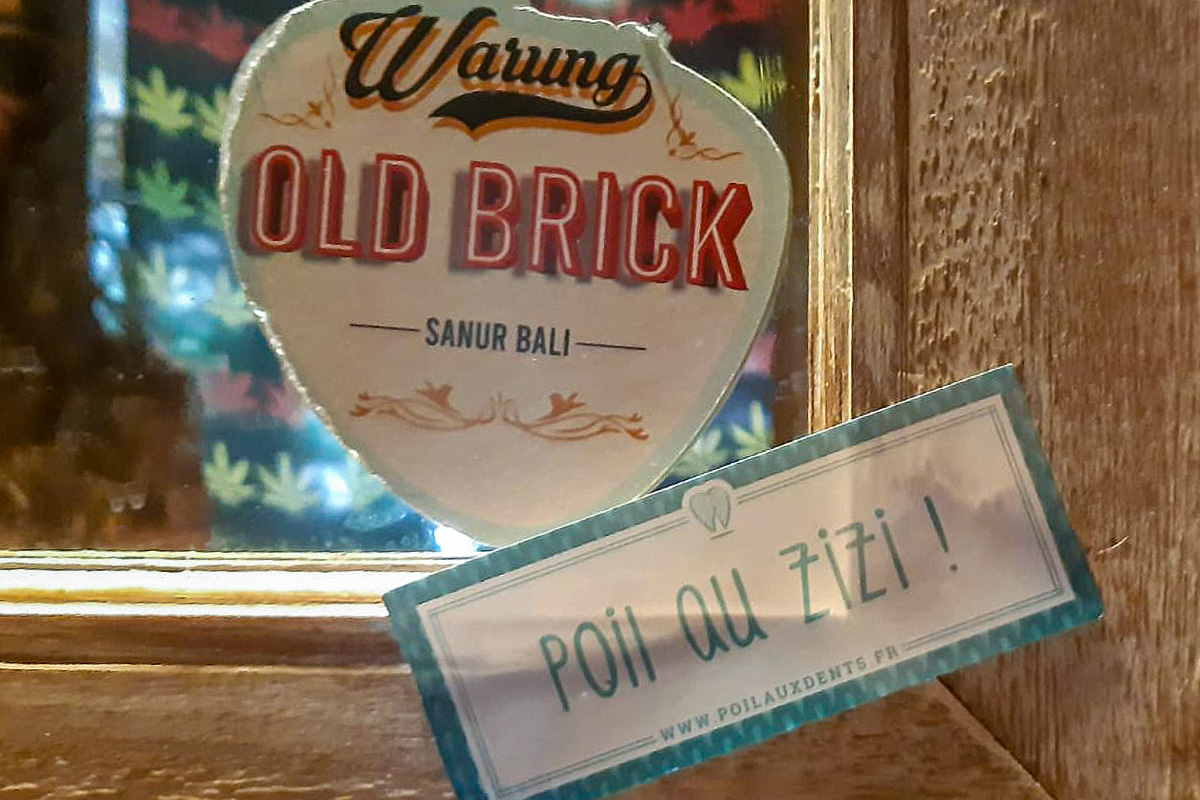 Warung
OLD BRICK
SANUR BALI
POiL AU ZiZi !
WWW.POILAUXDENTS.FR